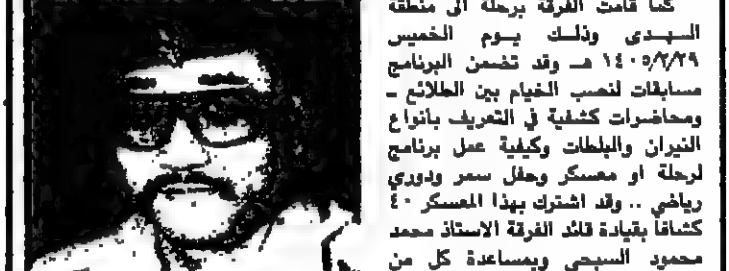 كما قامت الفرقة برحلة الى منطقة
الهدى وذلك يوم الخميس
١٤٠٥/٢/٢٩ هـ وقد تضمن البرنامج
مسابقات لنصب الخيام بين الطلائع ـ
ومحاضرات كشفية في التعريف بانواع
النيران والبلطات وكيفية عمل برنامج
لرحلة او معسكر وحفل سمر ودوري
رياضي .. وقد اشترك بهذا المعسكر ٤٠
كشافا بقيادة قائد الفرقة الاستاذ محمد
محمود السبحي وبمساعدة كل من